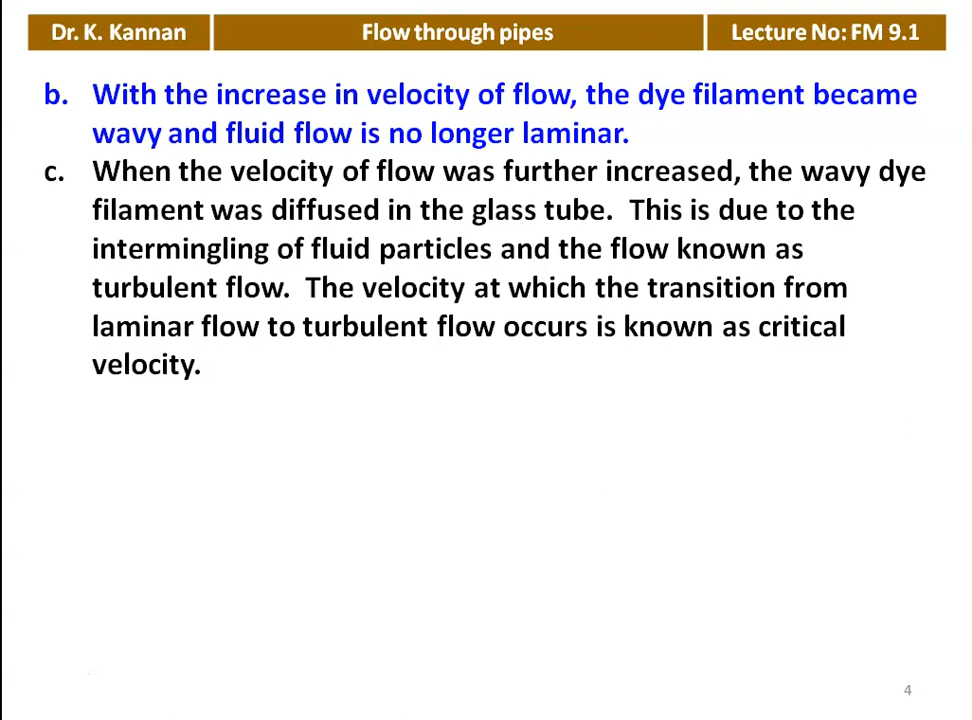 Dr. K. Kannan
Flow through pipes
Lecture No: FM 9.1
b. With the increase in velocity of flow, the dye filament became
wavy and fluid flow is no longer laminar.
c. When the velocity of flow was further increased, the wavy dye
filament was diffused in the glass tube. This is due to the
intermingling of fluid particles and the flow known as
turbulent flow. The velocity at which the transition from
laminar flow to turbulent flow occurs is known as critical
velocity.
4